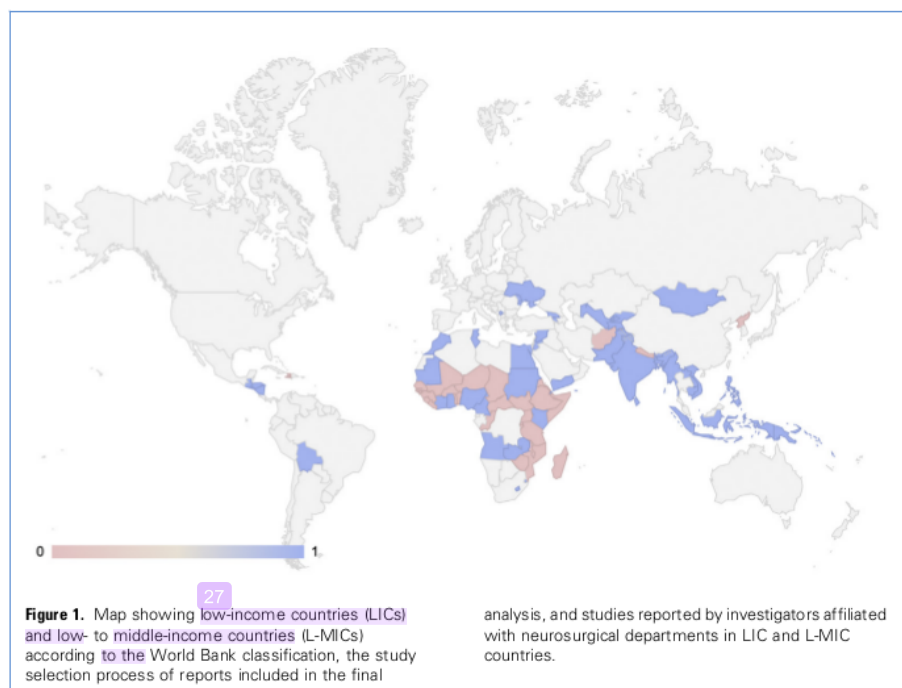 0
1
27
Figure 1. Map showing low-income countries (LICs)
and low- to middle-income countries (L-MICs)
according to the World Bank classification, the study
selection process of reports included in the final
analysis, and studies reported by investigators affiliated
with neurosurgical departments in LIC and L-MIC
countries.